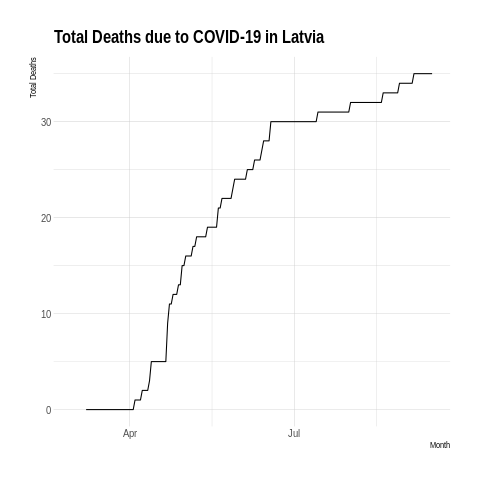 Total Deaths due to COVID-19 in Latvia
Total Deaths
30
20
10
0
Apr Jul
Month